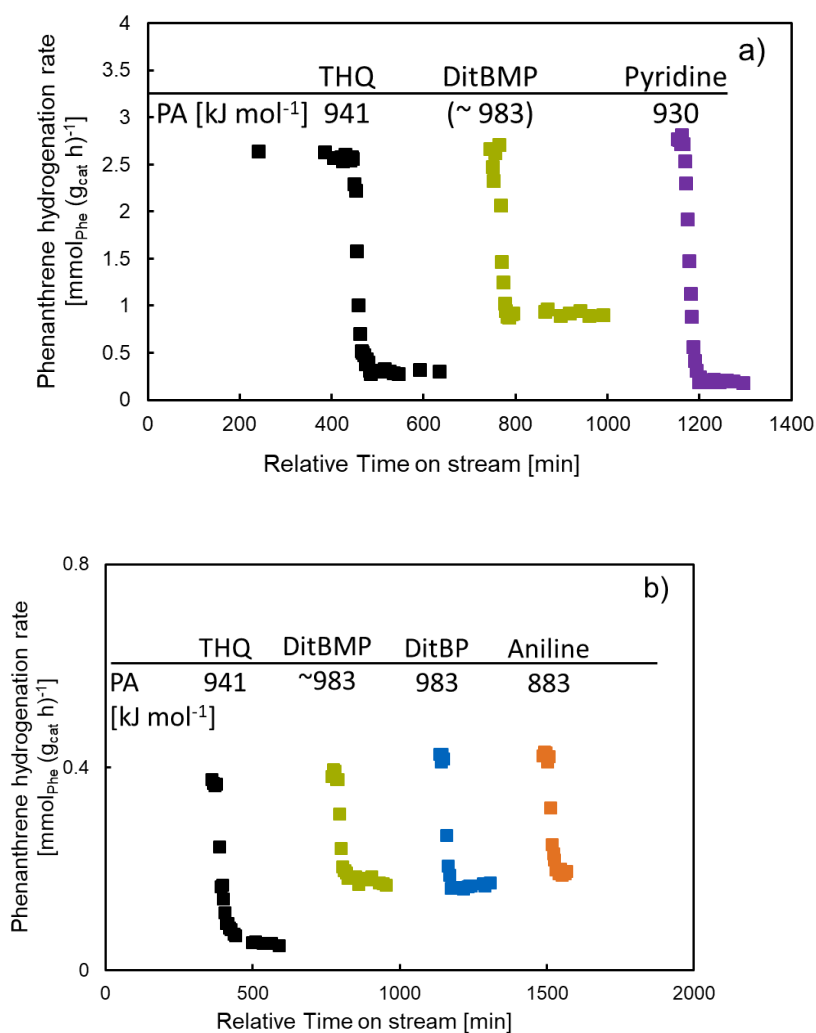 a)
THQ DitBMP Pyridine
PA [kJ mol⁻¹] 941 (~ 983) 930
4
3.5
3
2.5
2
1.5
1
0.5
0
0 200 400 600 800 1000 1200 1400
Relative Time on stream [min]
Phenanthrene hydrogenation rate
[mmolPhe (gcat h)⁻¹]
b)
THQ DitBMP DitBP Aniline
PA 941 ~983 983 883
[kJ mol⁻¹]
0.8
0.4
0
0 500 1000 1500 2000
Relative Time on stream [min]
Phenanthrene hydrogenation rate
[mmolPhe (gcat h)⁻¹]